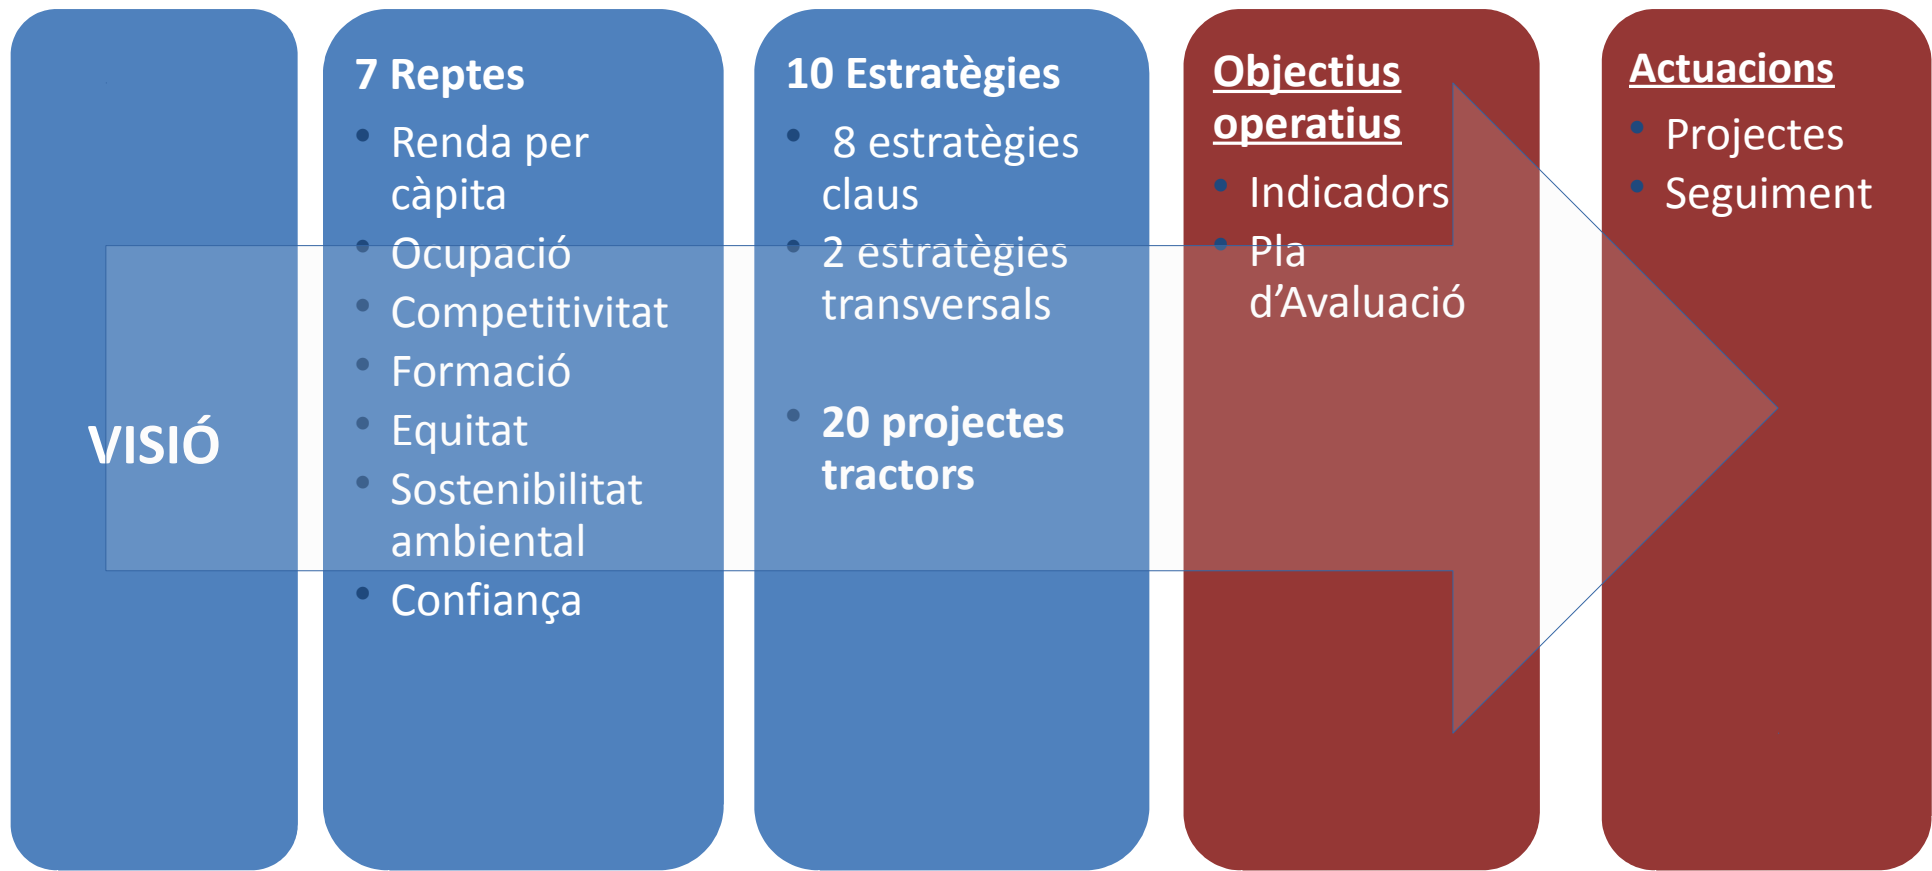 VISIÓ
7 Reptes
• Renda per
càpita
• Ocupació
• Competitivitat
• Formació
• Equitat
• Sostenibilitat
ambiental
• Confiança
10 Estratègies
• 8 estratègies
claus
• 2 estratègies
transversals
• 20 projectes
tractors
Objectius
operatius
• Indicadors
• Pla
d’Avaluació
Actuacions
• Projectes
• Seguiment